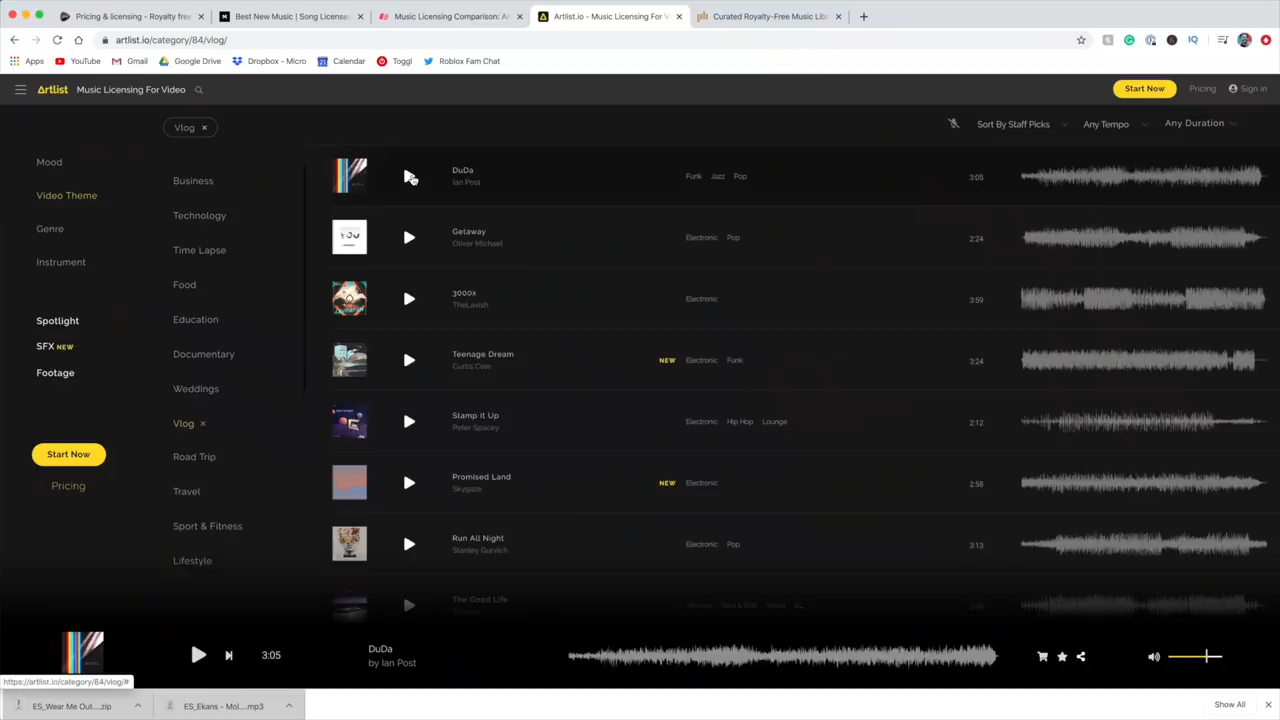 Pricing & licensing - Royalty free
Best New Music | Song License
Music Licensing Comparison: Ar
Artlist.io - Music Licensing For V
Curated Royalty-Free Music Lib
artlist.io/category/84/vlog/
Apps YouTube Gmail Google Drive Dropbox - Micro Calendar Toggl Roblox Fam Chat
Artlist Music Licensing For Video
Start Now Pricing Sign in
Vlog ×
Sort By Staff Picks Any Tempo Any Duration
Mood
Video Theme
Genre
Instrument
Spotlight
SFX NEW
Footage
Start Now
Pricing
Business
Technology
Time Lapse
Food
Education
Documentary
Weddings
Vlog ×
Road Trip
Travel
Sport & Fitness
Lifestyle
DuDa
Ian Post
Funk Jazz Pop
3:05
Getaway
Oliver Michael
Electronic Pop
2:24
3000x
TheLavish
Electronic
3:59
Teenage Dream
Curtis Cole
NEW Electronic Funk
3:24
Stamp It Up
Peter Spacey
Electronic Hip Hop Lounge
2:12
Promised Land
Skygaze
NEW Electronic
2:58
Run All Night
Stanley Gurvich
Electronic Pop
3:13
The Good Life
3:05
DuDa
by Ian Post
https://artlist.io/category/84/vlog/#
ES_Wear Me Out....zip
ES_Ekans - Mol....mp3
Show All